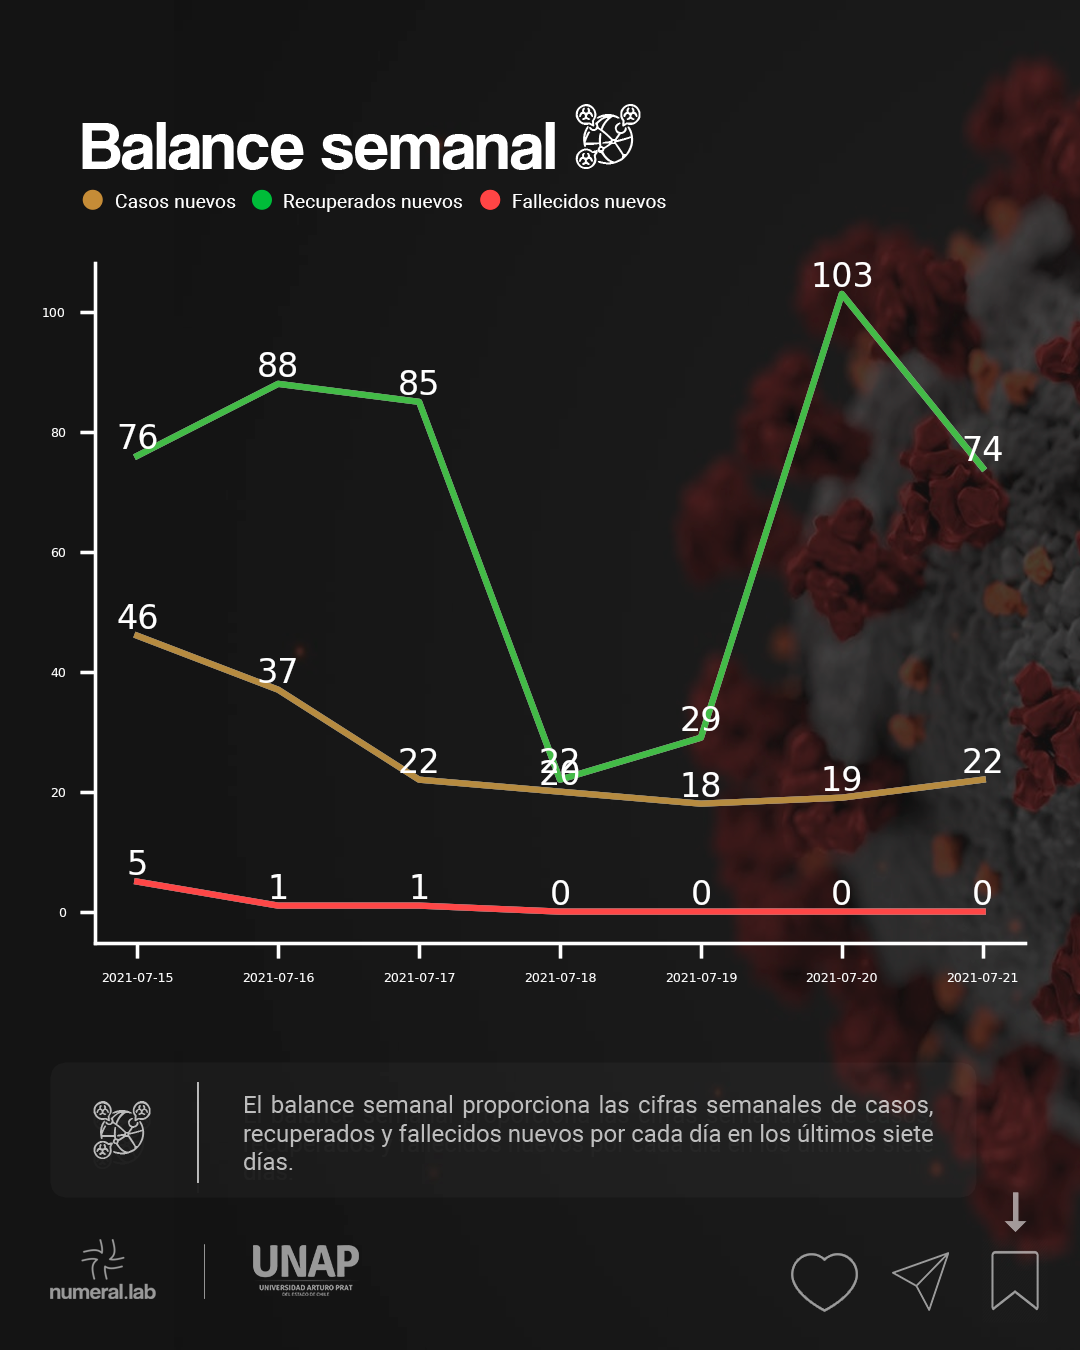 Balance semanal
Casos nuevos Recuperados nuevos Fallecidos nuevos
103
100
88
85
80
76
74
60
46
40
37
29
22 22 22
20
20 18 19
5
1 1 0 0 0 0
0
2021-07-15 2021-07-16 2021-07-17 2021-07-18 2021-07-19 2021-07-20 2021-07-21
El balance semanal proporciona las cifras semanales de casos,
recuperados y fallecidos nuevos por cada día en los últimos siete
días.
numeral.lab
UNAP
UNIVERSIDAD ARTURO PRAT
DEL ESTADO DE CHILE